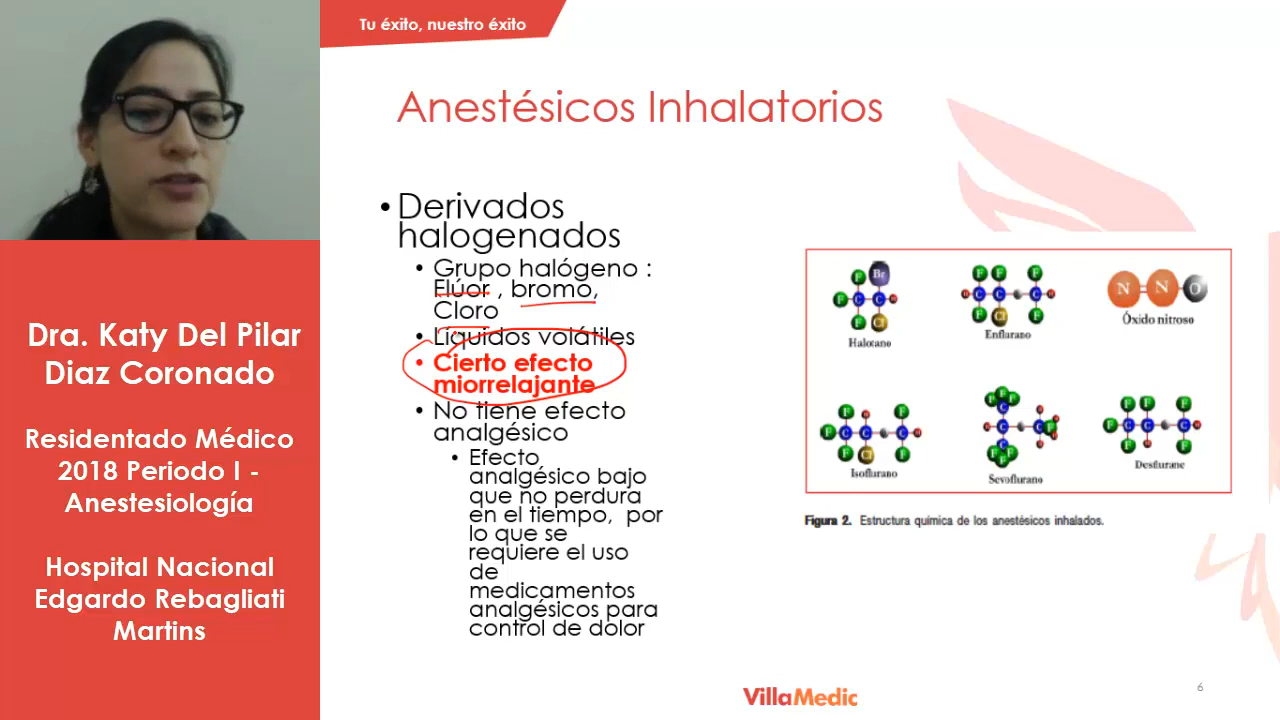 Tu éxito, nuestro éxito
Anestésicos Inhalatorios
• Derivados
halogenados
• Grupo halógeno :
Flúor , bromo,
Cloro
• Líquidos volátiles
• Cierto efecto
miorrelajante
• No tiene efecto
analgésico
• Efecto
analgésico bajo
que no perdura
en el tiempo, por
lo que se
requiere el uso
de
medicamentos
analgésicos para
control de dolor
F
Br
F
C
C
F
Cl
Halotano
F
F
F
C
C
C
F
Cl
F
Enflurano
N
N
O
Óxido nitroso
F
F
F
C
C
C
F
Cl
F
Isoflurano
F
F
F
C
C
C
F
F
F
F
Sevoflurano
F
F
F
F
C
C
C
F
F
Desflurane
Figura 2. Estructura química de los anestésicos inhalados.
Dra. Katy Del Pilar
Diaz Coronado
Residentado Médico
2018 Periodo I -
Anestesiología
Hospital Nacional
Edgardo Rebagliati
Martins
VillaMedic
6